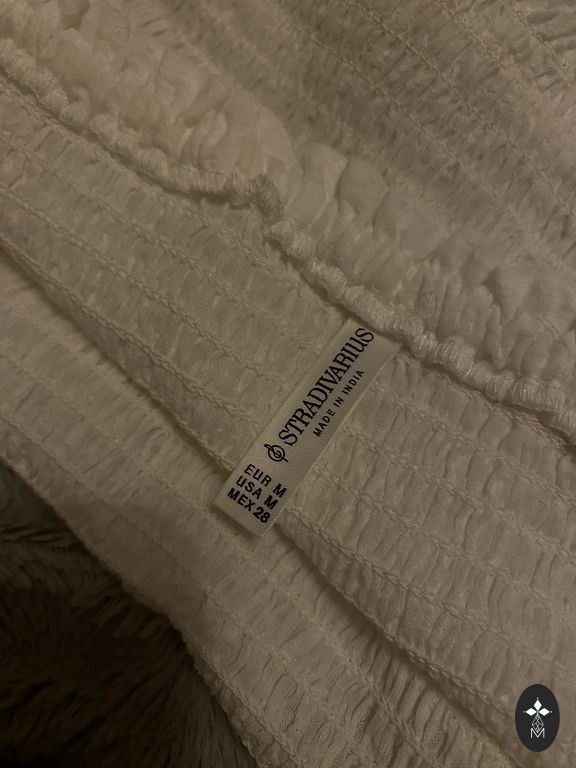 STRADIVARIUS
MADE IN INDIA
EUR M
USA M
MEX 28
M